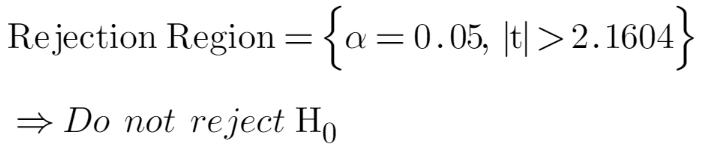 Rejection Region = {α = 0.05, |t| > 2.1604}
⇒ Do not reject H₀